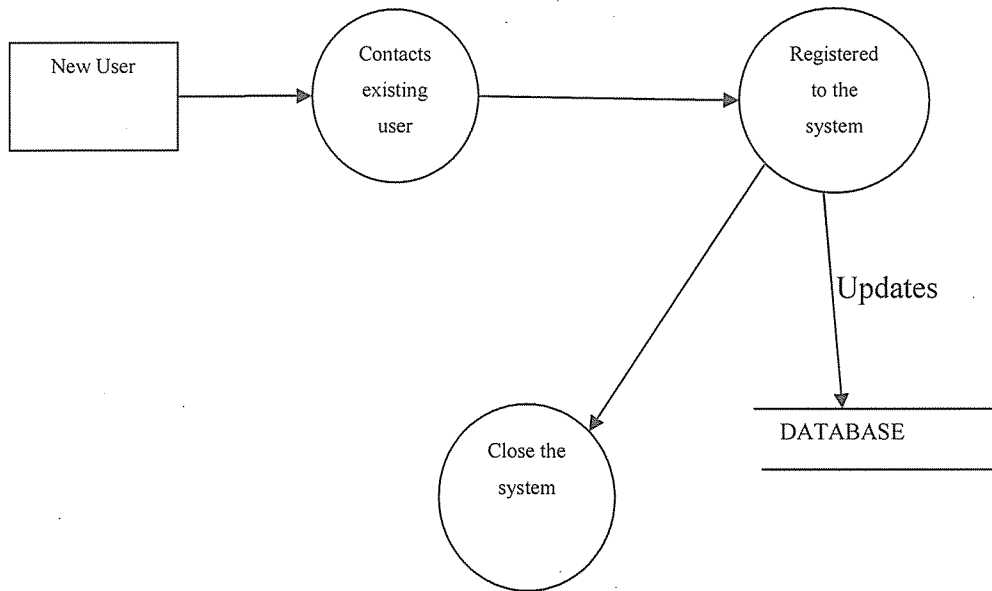 New User
Contacts
existing
user
Registered
to the
system
Updates
DATABASE
Close the
system